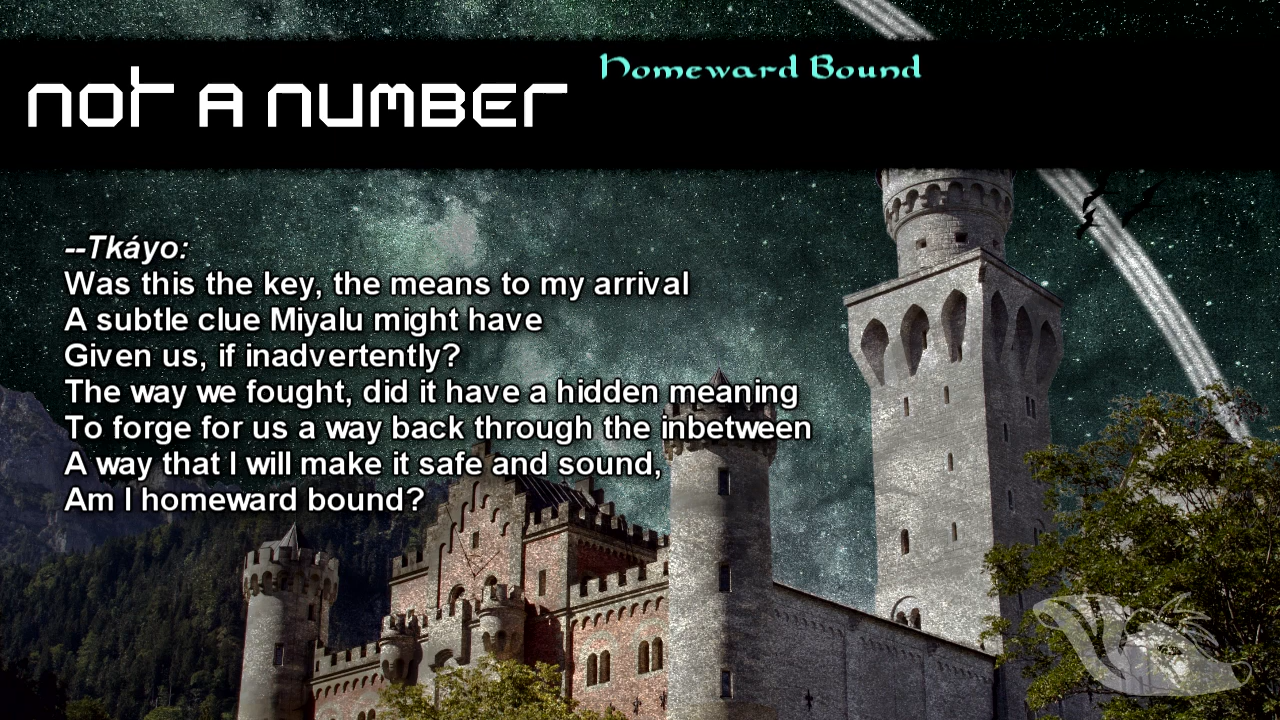 not a number
Homeward Bound
--Tkáyo:
Was this the key, the means to my arrival
A subtle clue Miyalu might have
Given us, if inadvertently?
The way we fought, did it have a hidden meaning
To forge for us a way back through the inbetween
A way that I will make it safe and sound,
Am I homeward bound?